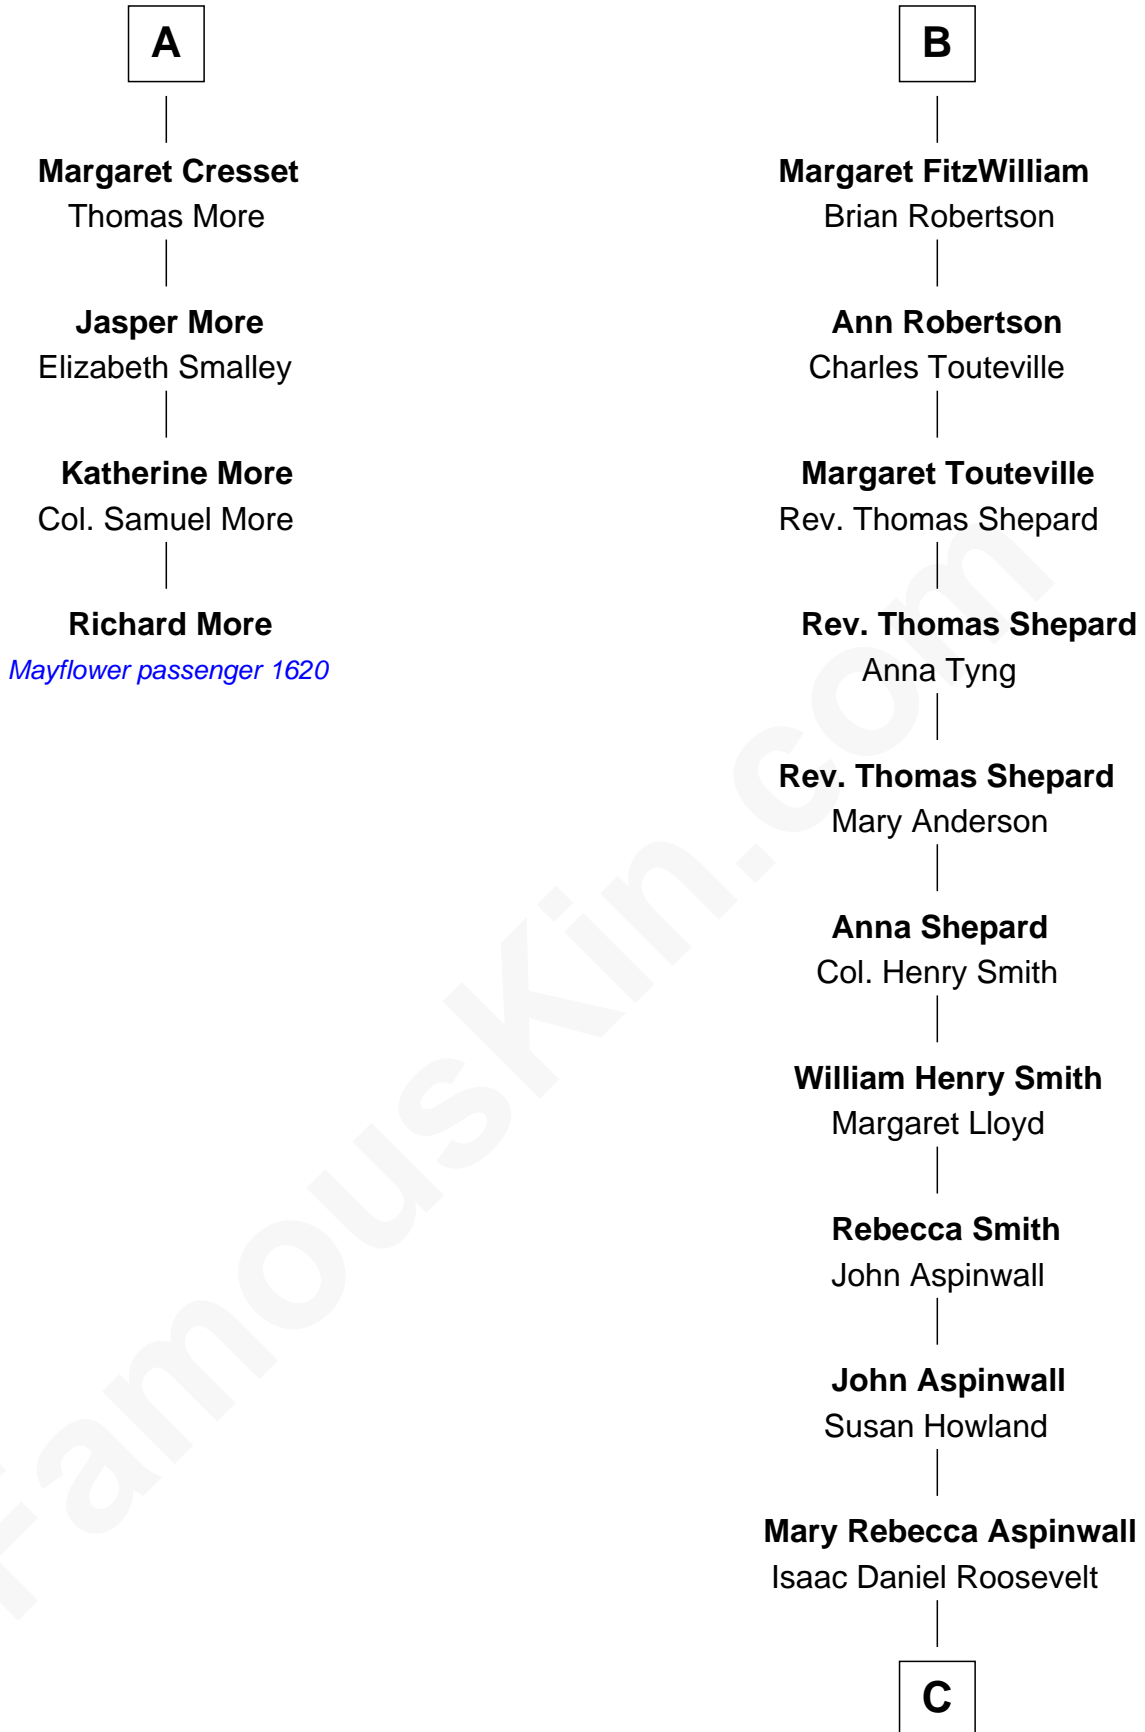 A
Margaret Cresset
Thomas More
Jasper More
Elizabeth Smalley
Katherine More
Col. Samuel More
Richard More
Mayflower passenger 1620
B
Margaret FitzWilliam
Brian Robertson
Ann Robertson
Charles Touteville
Margaret Touteville
Rev. Thomas Shepard
Rev. Thomas Shepard
Anna Tyng
Rev. Thomas Shepard
Mary Anderson
Anna Shepard
Col. Henry Smith
William Henry Smith
Margaret Lloyd
Rebecca Smith
John Aspinwall
John Aspinwall
Susan Howland
Mary Rebecca Aspinwall
Isaac Daniel Roosevelt
C
FamousKin.com